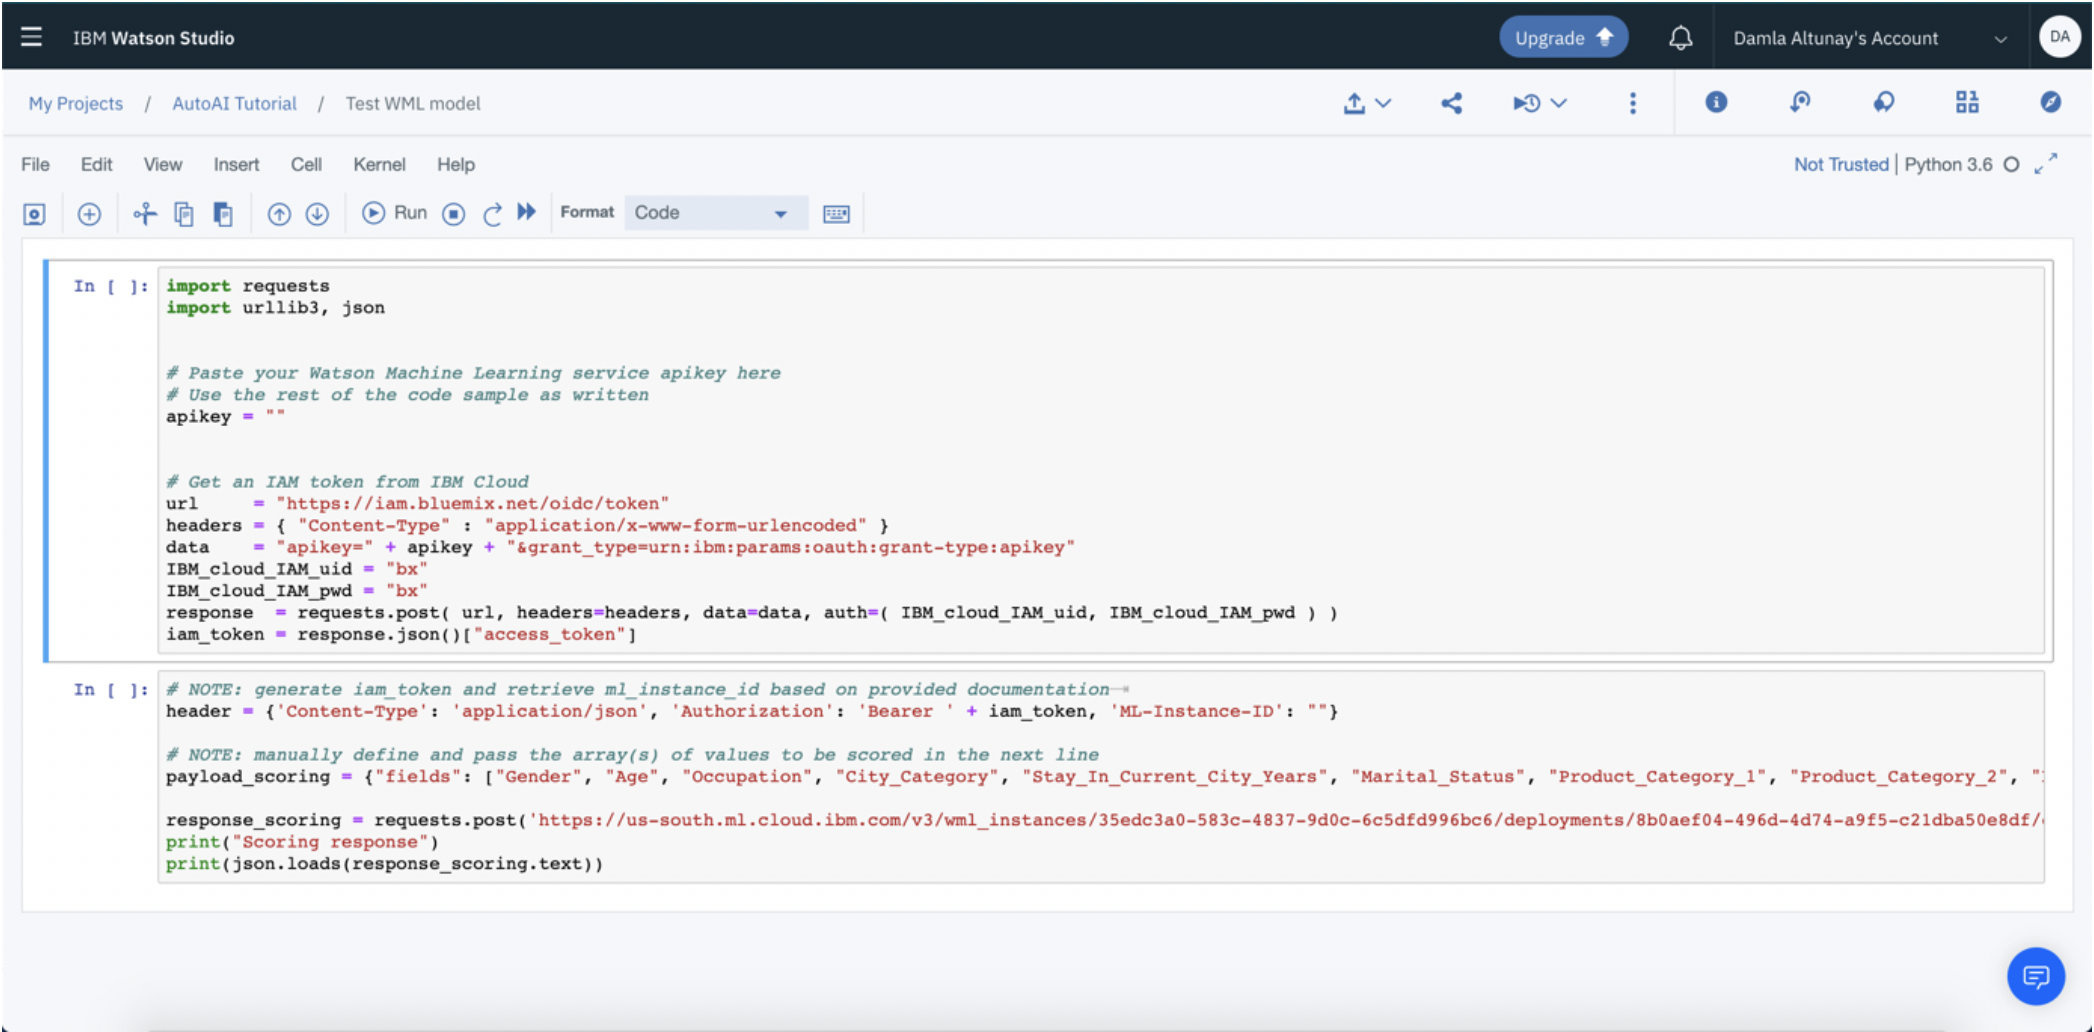 IBM Watson Studio
Upgrade
Damla Altunay's Account
DA
My Projects / AutoAI Tutorial / Test WML model
File Edit View Insert Cell Kernel Help
Not Trusted | Python 3.6
Run
Format
Code
In [ ]:
import requests
import urllib3, json
# Paste your Watson Machine Learning service apikey here
# Use the rest of the code sample as written
apikey = ""
# Get an IAM token from IBM Cloud
url = "https://iam.bluemix.net/oidc/token"
headers = { "Content-Type" : "application/x-www-form-urlencoded" }
data = "apikey=" + apikey + "&grant_type=urn:ibm:params:oauth:grant-type:apikey"
IBM_cloud_IAM_uid = "bx"
IBM_cloud_IAM_pwd = "bx"
response = requests.post( url, headers=headers, data=data, auth=( IBM_cloud_IAM_uid, IBM_cloud_IAM_pwd ) )
iam_token = response.json()["access_token"]
In [ ]:
# NOTE: generate iam_token and retrieve ml_instance_id based on provided documentation
header = {'Content-Type': 'application/json', 'Authorization': 'Bearer ' + iam_token, 'ML-Instance-ID': ""}
# NOTE: manually define and pass the array(s) of values to be scored in the next line
payload_scoring = {"fields": ["Gender", "Age", "Occupation", "City_Category", "Stay_In_Current_City_Years", "Marital_Status", "Product_Category_1", "Product_Category_2", "
response_scoring = requests.post('https://us-south.ml.cloud.ibm.com/v3/wml_instances/35edc3a0-583c-4837-9d0c-6c5dfd996bc6/deployments/8b0aef04-496d-4d74-a9f5-c21dba50e8df/
print("Scoring response")
print(json.loads(response_scoring.text))